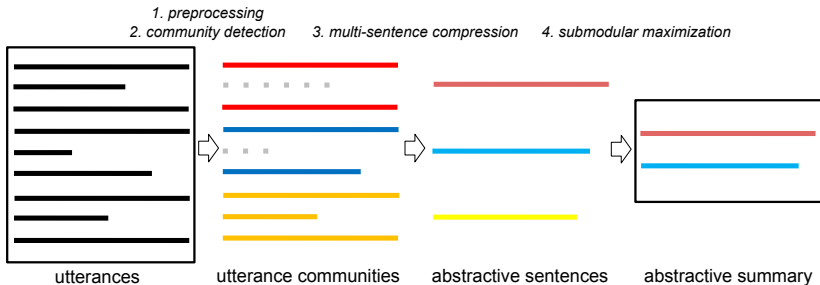 1. preprocessing
2. community detection
3. multi-sentence compression
4. submodular maximization
utterances
utterance communities
abstractive sentences
abstractive summary